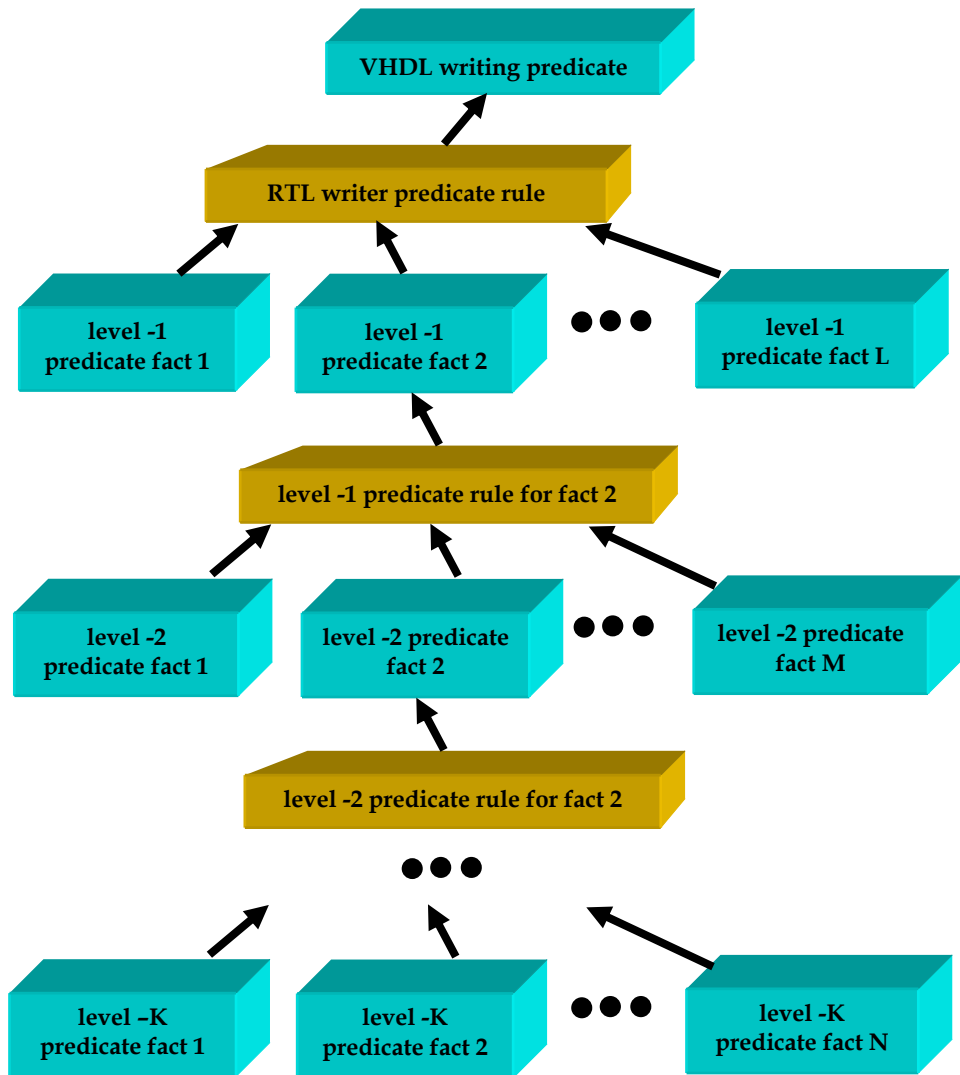 VHDL writing predicate
RTL writer predicate rule
level -1
predicate fact 1
level -1
predicate fact 2
level -1
predicate fact L
level -1 predicate rule for fact 2
level -2
predicate fact 1
level -2 predicate
fact 2
level -2 predicate
fact M
level -2 predicate rule for fact 2
level –K
predicate fact 1
level -K
predicate fact 2
level -K
predicate fact N